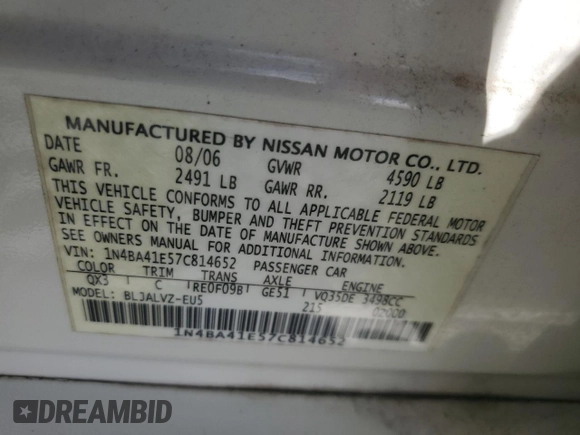 MANUFACTURED BY NISSAN MOTOR CO., LTD.
DATE 08/06 GVWR 4590 LB
GAWR FR. 2491 LB GAWR RR. 2119 LB
THIS VEHICLE CONFORMS TO ALL APPLICABLE FEDERAL MOTOR
VEHICLE SAFETY, BUMPER AND THEFT PREVENTION STANDARDS
IN EFFECT ON THE DATE OF MANUFACTURE SHOWN ABOVE.
SEE OWNERS MANUAL FOR ADDITIONAL INFORMATION.
VIN: 1N4BA41E57C814652 PASSENGER CAR
COLOR TRIM TRANS AXLE ENGINE
QX3 C RE0F09B GE51 VQ35DE 3498CC
MODEL: BLJALVZ-EU5 215 02000
1N4BA41E57C814652
DREAMBID